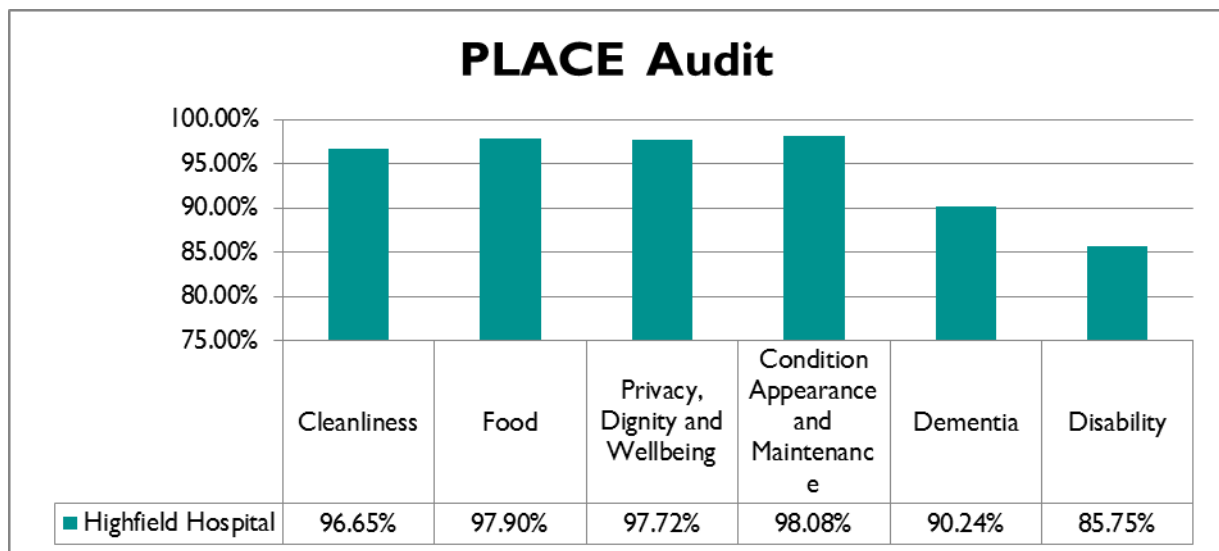 PLACE Audit
100.00%
95.00%
90.00%
85.00%
80.00%
75.00%
Cleanliness
Food
Privacy,
Dignity and
Wellbeing
Condition
Appearance
and
Maintenanc
e
Dementia
Disability
Highfield Hospital 96.65% 97.90% 97.72% 98.08% 90.24% 85.75%